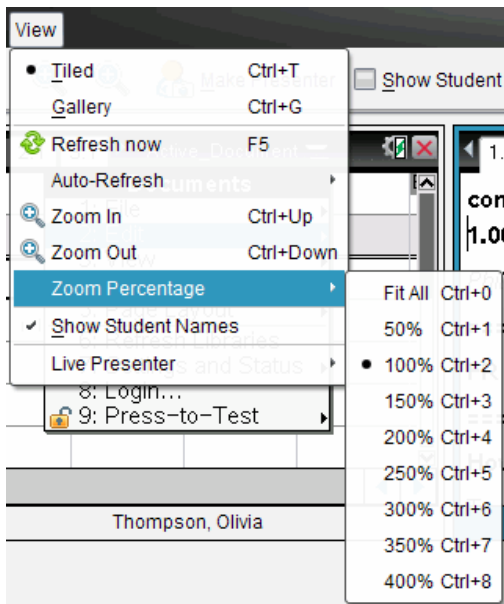 View
Tiled Ctrl+T
Make Presenter
Show Student
Gallery Ctrl+G
Refresh now F5
1.
Auto-Refresh
Zoom In Ctrl+Up
Zoom Out Ctrl+Down
1.00
Zoom Percentage
Fit All Ctrl+0
Show Student Names
50% Ctrl+1
Live Presenter
100% Ctrl+2
8: Login...
150% Ctrl+3
9: Press-to-Test
200% Ctrl+4
250% Ctrl+5
300% Ctrl+6
Thompson, Olivia
350% Ctrl+7
400% Ctrl+8